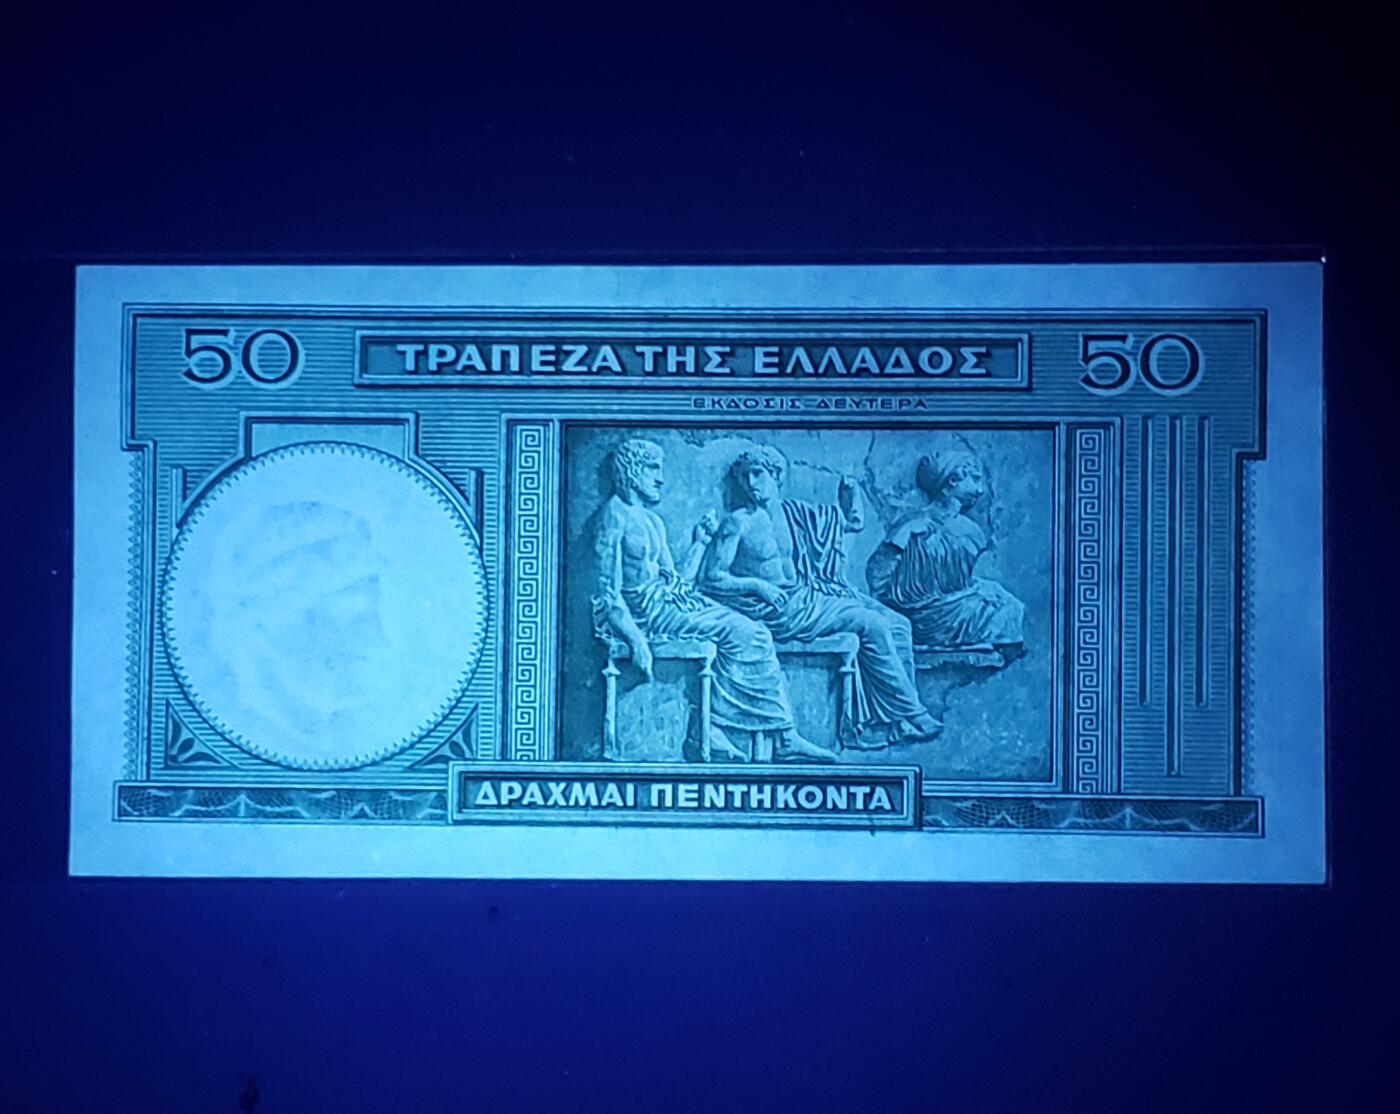 50 ΤΡΑΠΕΖΑ ΤΗΣ ΕΛΛΑΔΟΣ 50
ΕΚΔΟΣΙΣ ΔΕΥΤΕΡΑ
ΔΡΑΧΜΑΙ ΠΕΝΤΗΚΟΝΤΑ